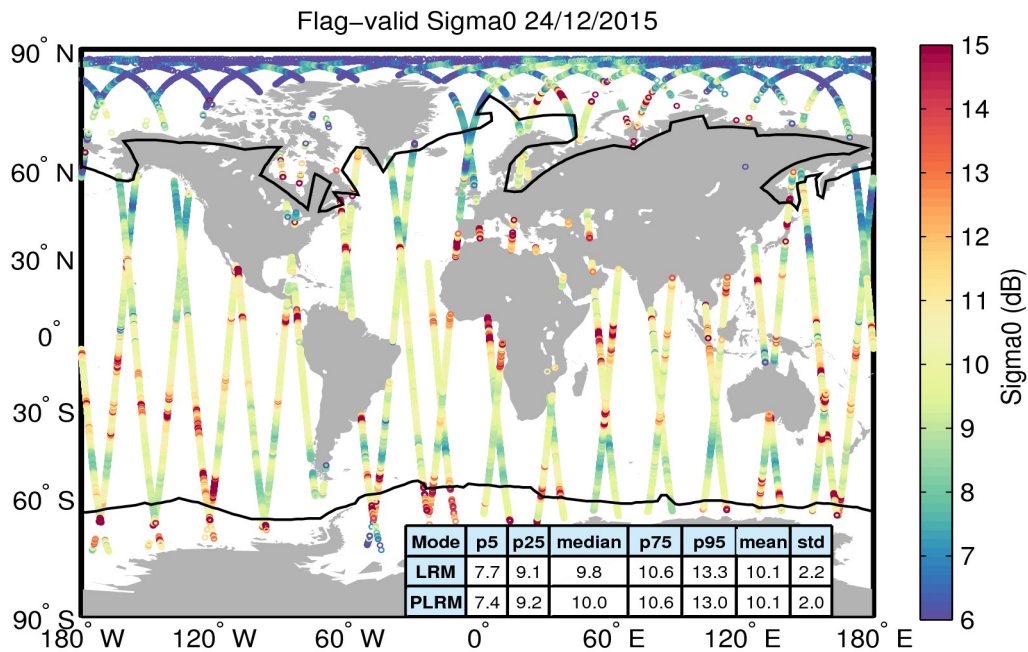 Flag−valid Sigma0 24/12/2015
90° N
60° N
30° N
0°
30° S
60° S
90° S
180° W
120° W
60° W
0°
60° E
120° E
180° E
Mode p5 p25 median p75 p95 mean std
LRM 7.7 9.1 9.8 10.6 13.3 10.1 2.2
PLRM 7.4 9.2 10.0 10.6 13.0 10.1 2.0
15
14
13
12
11
10
9
8
7
6
Sigma0 (dB)